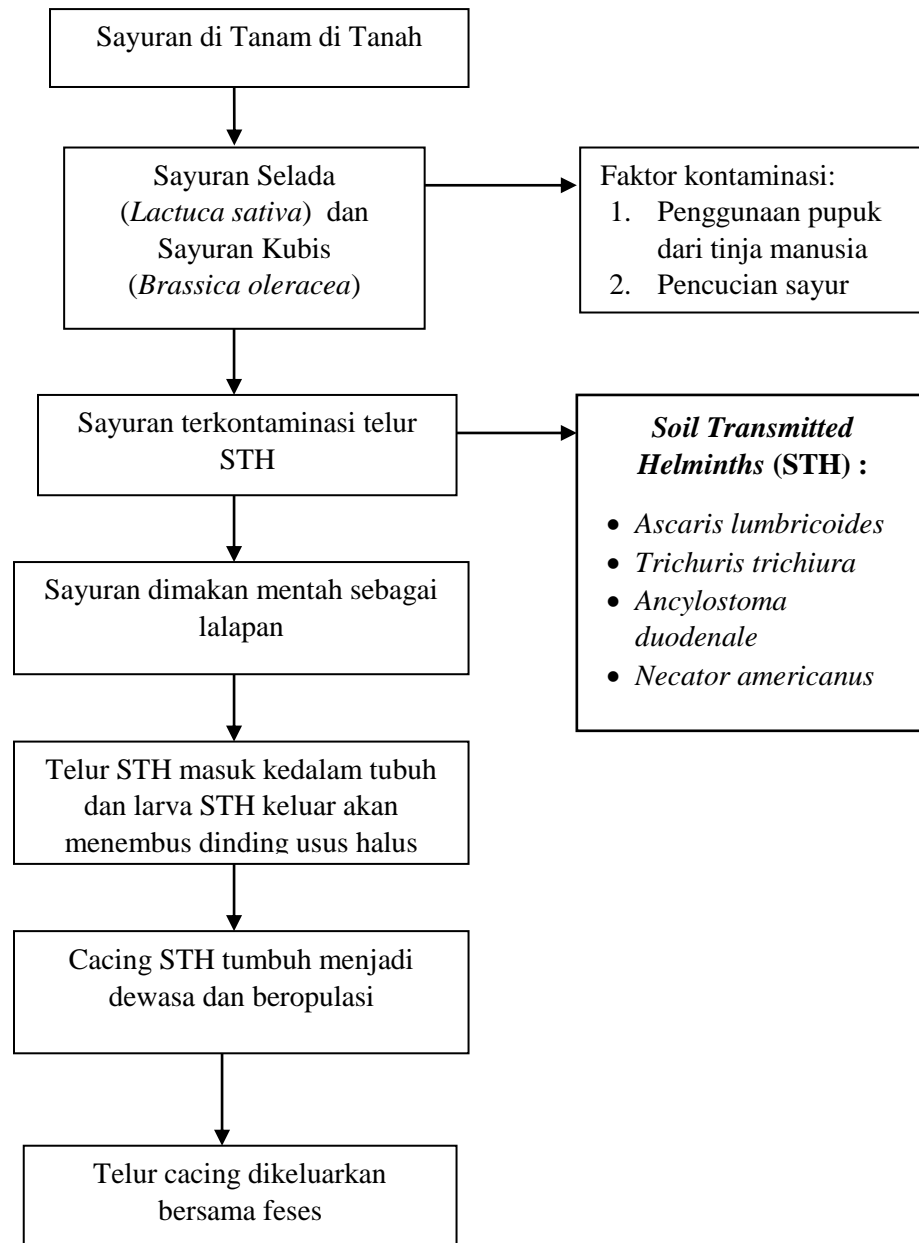 Sayuran di Tanam di Tanah
Sayuran Selada
(Lactuca sativa) dan
Sayuran Kubis
(Brassica oleracea)
Faktor kontaminasi:
1. Penggunaan pupuk
dari tinja manusia
2. Pencucian sayur
Sayuran terkontaminasi telur
STH
Soil Transmitted
Helminths (STH) :
• Ascaris lumbricoides
• Trichuris trichiura
• Ancylostoma
duodenale
• Necator americanus
Sayuran dimakan mentah sebagai
lalapan
Telur STH masuk kedalam tubuh
dan larva STH keluar akan
menembus dinding usus halus
Cacing STH tumbuh menjadi
dewasa dan beropulasi
Telur cacing dikeluarkan
bersama feses